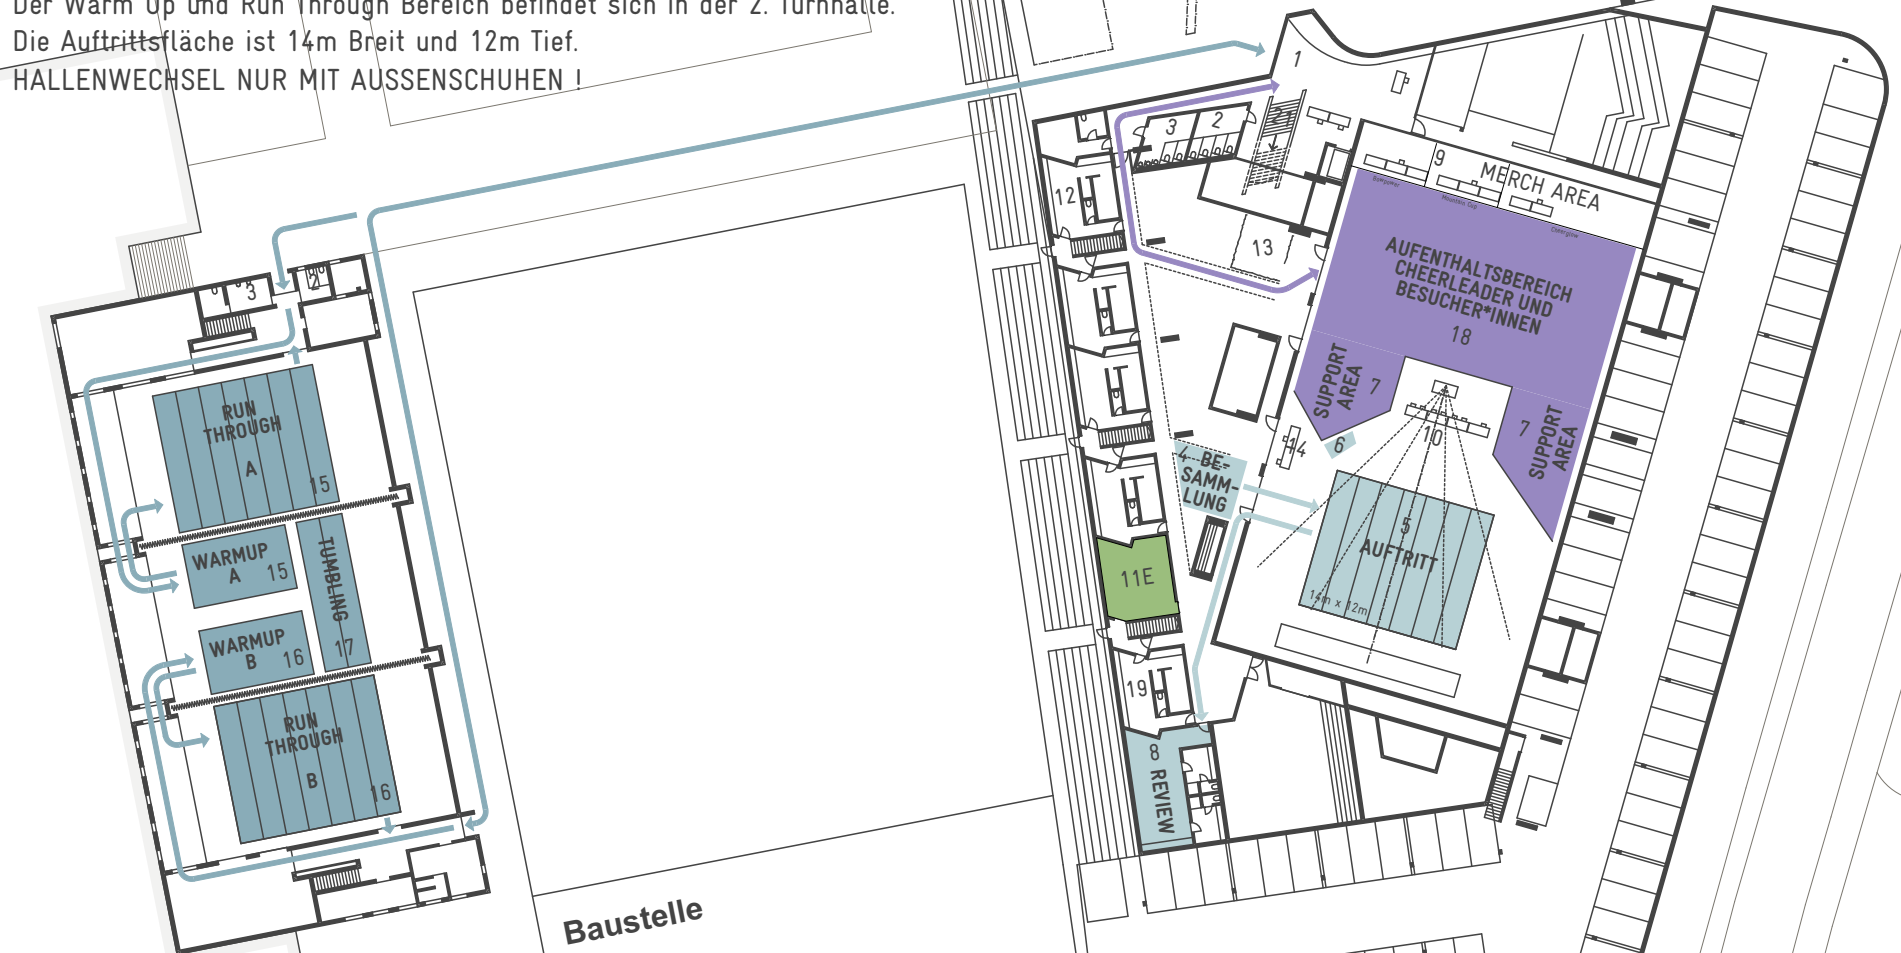 Der Warm Up und Run Through Bereich befindet sich in der 2. Turnhalle.
Die Auftrittsfläche ist 14m Breit und 12m Tief.
HALLENWECHSEL NUR MIT AUSSENSCHUHEN !
1
3
2
21
9
MERCH AREA
12
13
AUFENTHALTSBEREICH
CHEERLEADER UND
BESUCHER*INNEN
18
3
2
SUPPORT
AREA
7
7
SUPPORT
AREA
6
10
14
4
BE-
SAMM-
LUNG
RUN
THROUGH
A
15
5
AUFTRITT
14m x 12m
WARMUP
A
15
TUMBLING
17
11E
WARMUP
B
16
19
RUN
THROUGH
B
16
8
REVIEW
Baustelle